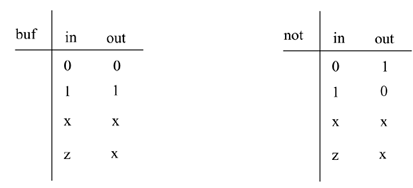 buf in out
0 0
1 1
x x
z x
not in out
0 1
1 0
x x
z x